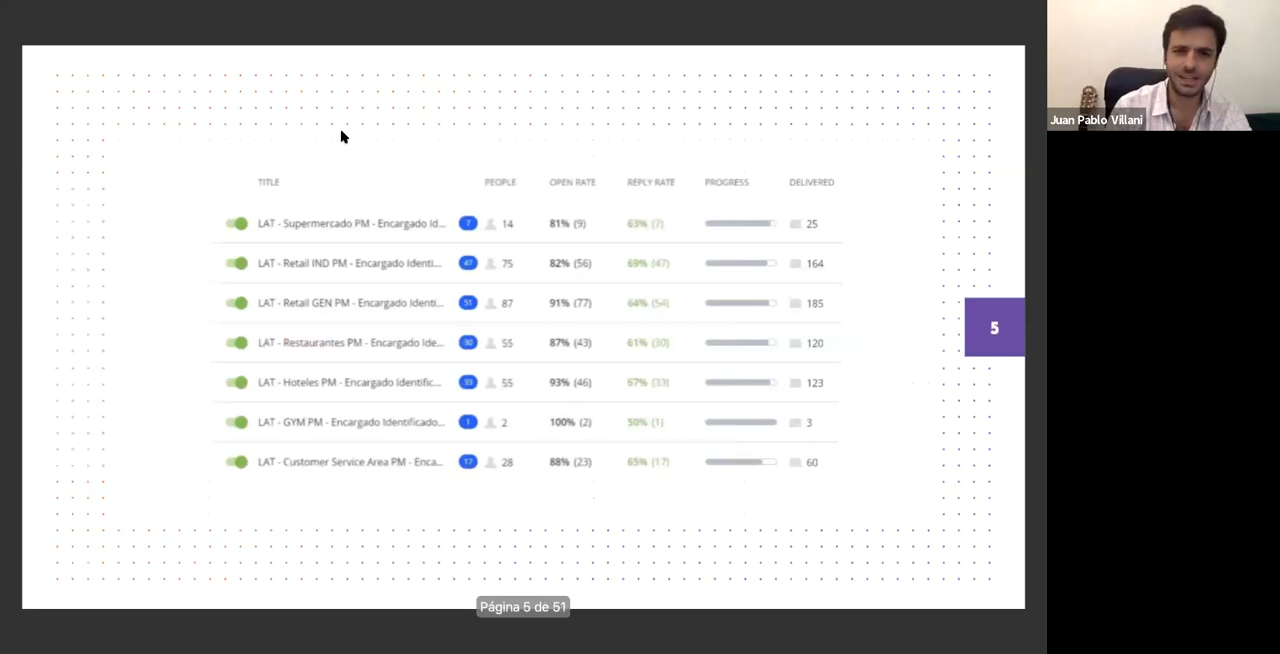 Juan Pablo Villani
TITLE PEOPLE OPEN RATE REPLY RATE PROGRESS DELIVERED
LAT - Supermercado PM - Encargado Id... 7 14 81% (9) 63% (7) 25
LAT - Retail IND PM - Encargado Identi... 47 75 82% (56) 69% (47) 164
LAT - Retail GEN PM - Encargado Identi... 51 87 91% (77) 64% (54) 185
LAT - Restaurantes PM - Encargado Ide... 30 55 87% (43) 61% (30) 120
LAT - Hoteles PM - Encargado Identific... 33 55 93% (46) 67% (33) 123
LAT - GYM PM - Encargado Identificado... 1 2 100% (2) 50% (1) 3
LAT - Customer Service Area PM - Enca... 17 28 88% (23) 65% (17) 60
5
Página 5 de 51